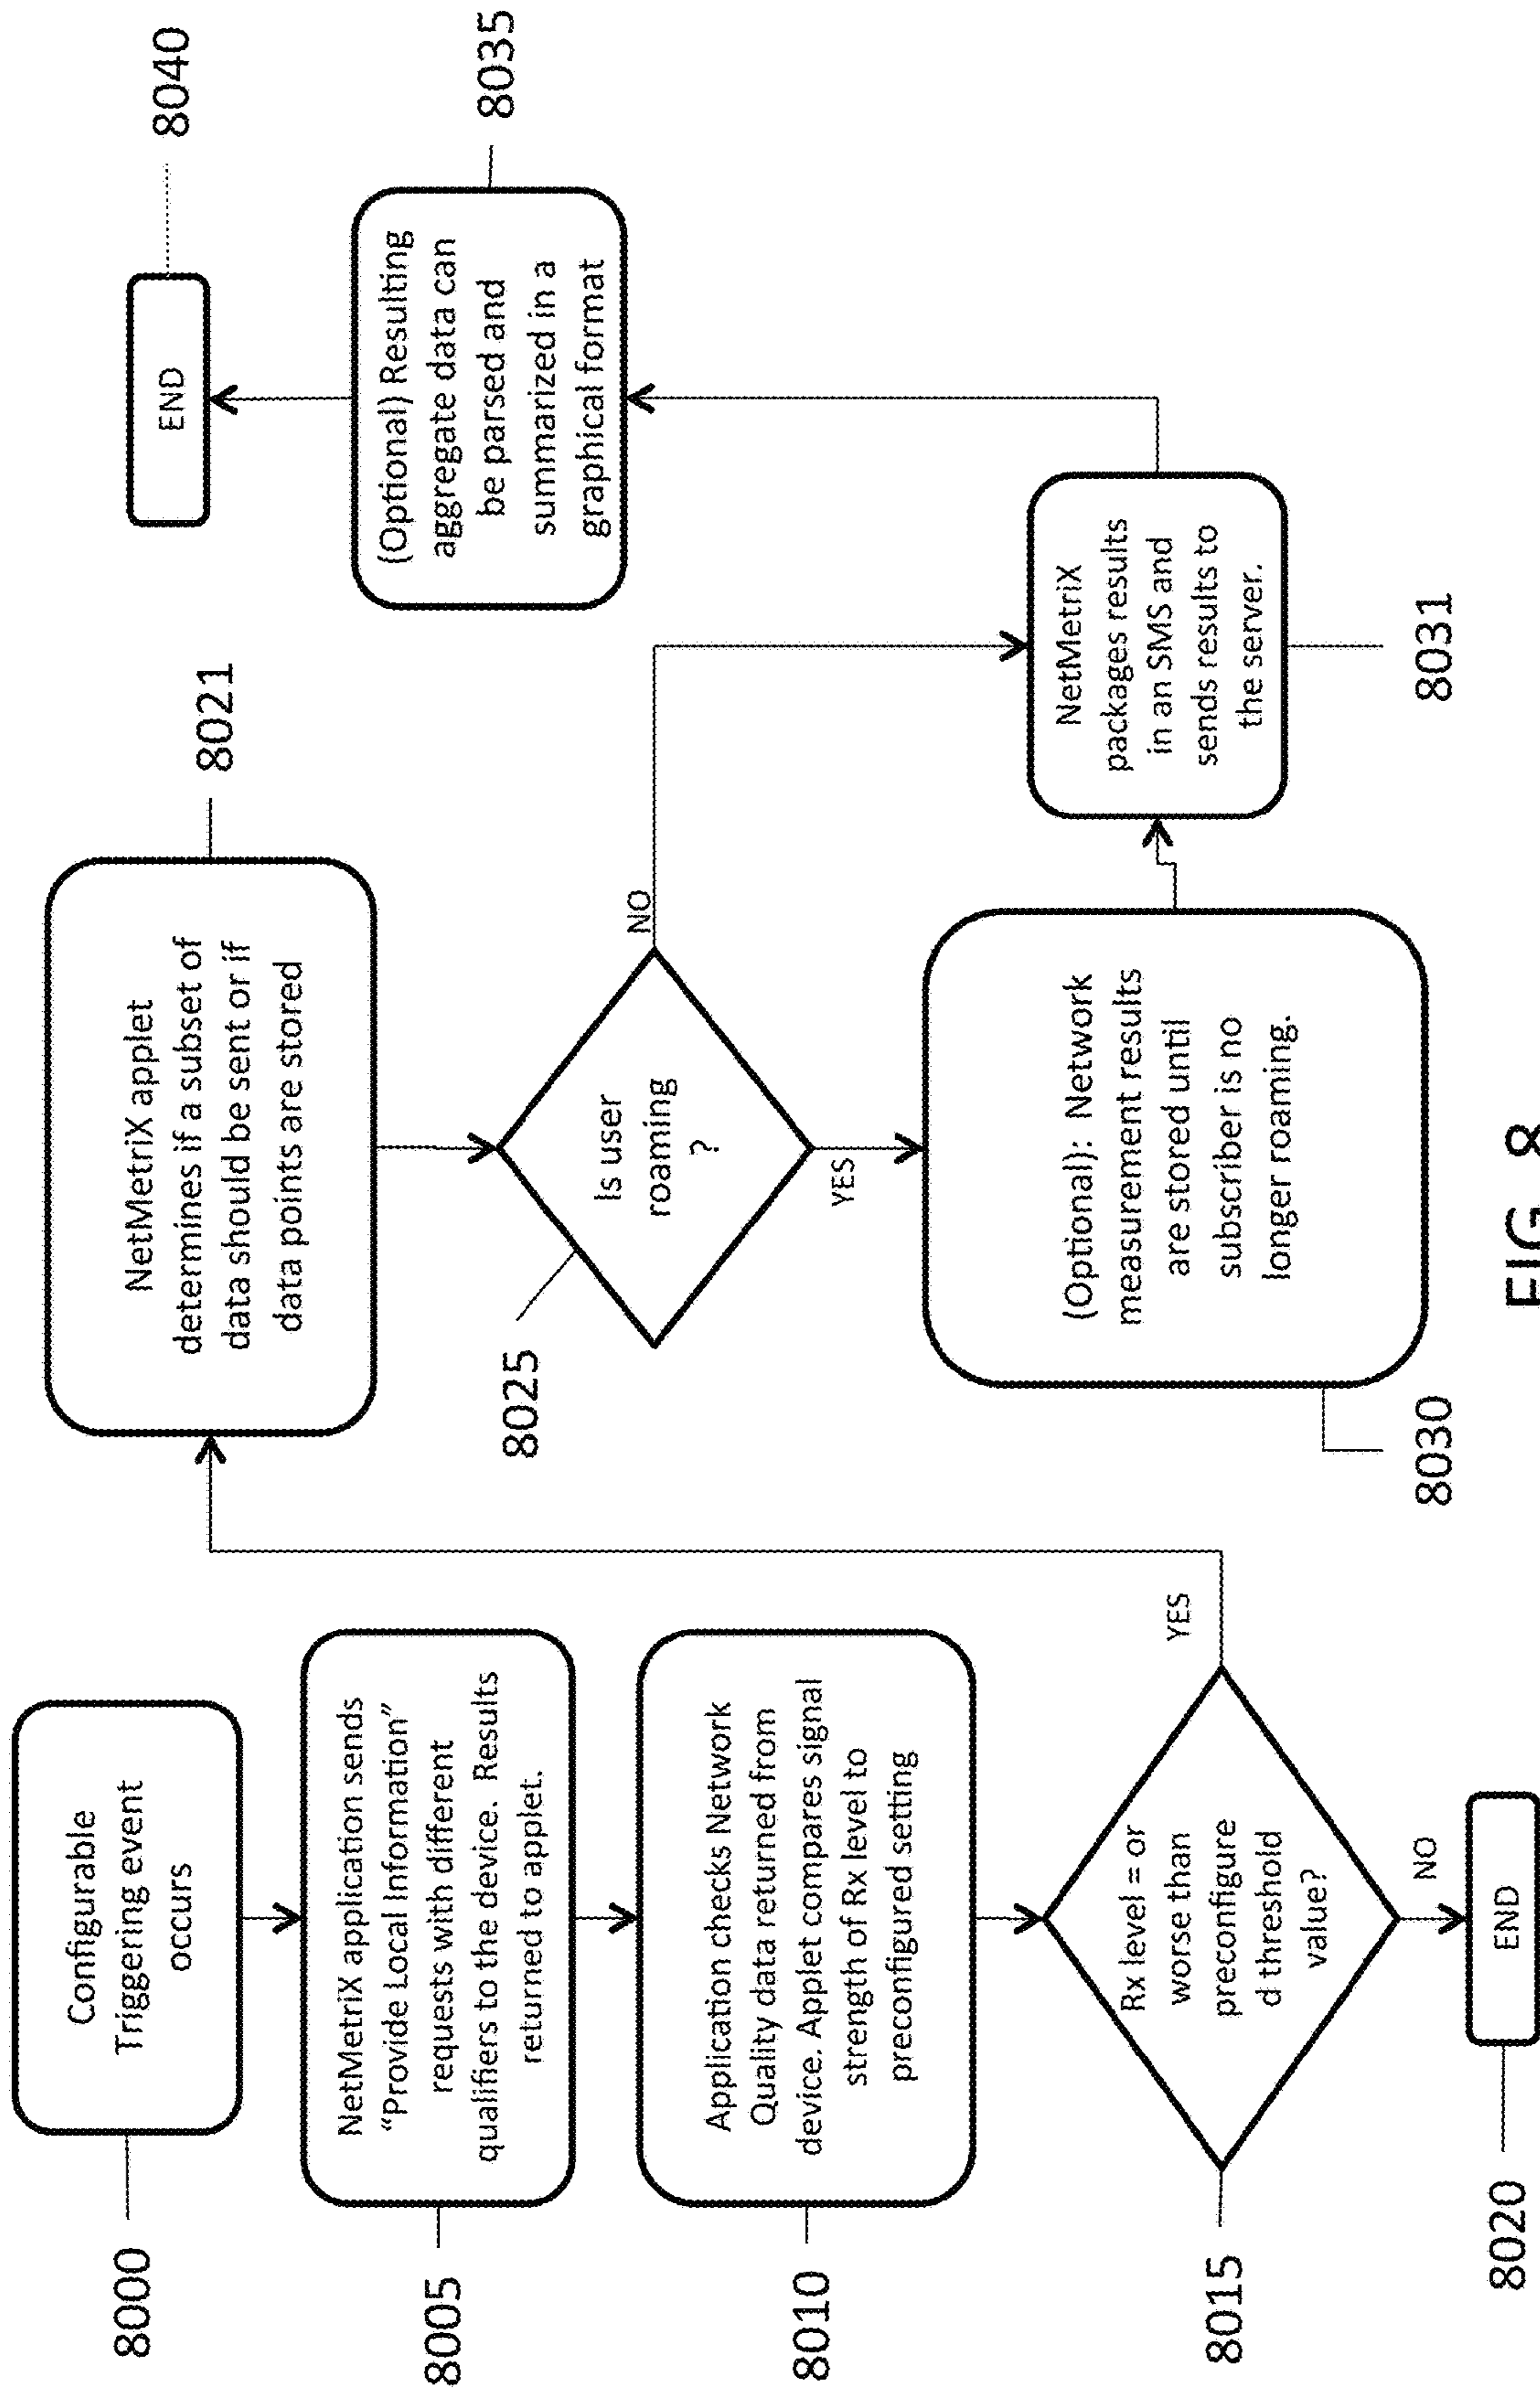 8000
Configurable
Triggering event
occurs
8005
NetMetriX application sends
“Provide Local Information”
requests with different
qualifiers to the device. Results
returned to applet.
8010
Application checks Network
Quality data returned from
device. Applet compares signal
strength of Rx level to
preconfigured setting
8015
Rx level = or
worse than
preconfigure
d threshold
value?
YES
NO
8020
END
NetMetriX applet
determines if a subset of
data should be sent or if
data points are stored
8021
8025
Is user
roaming
?
NO
YES
8030
(Optional): Network
measurement results
are stored until
subscriber is no
longer roaming.
NetMetriX
packages results
in an SMS and
sends results to
the server.
8031
(Optional) Resulting
aggregate data can
be parsed and
summarized in a
graphical format
8035
END
8040
FIG. 8